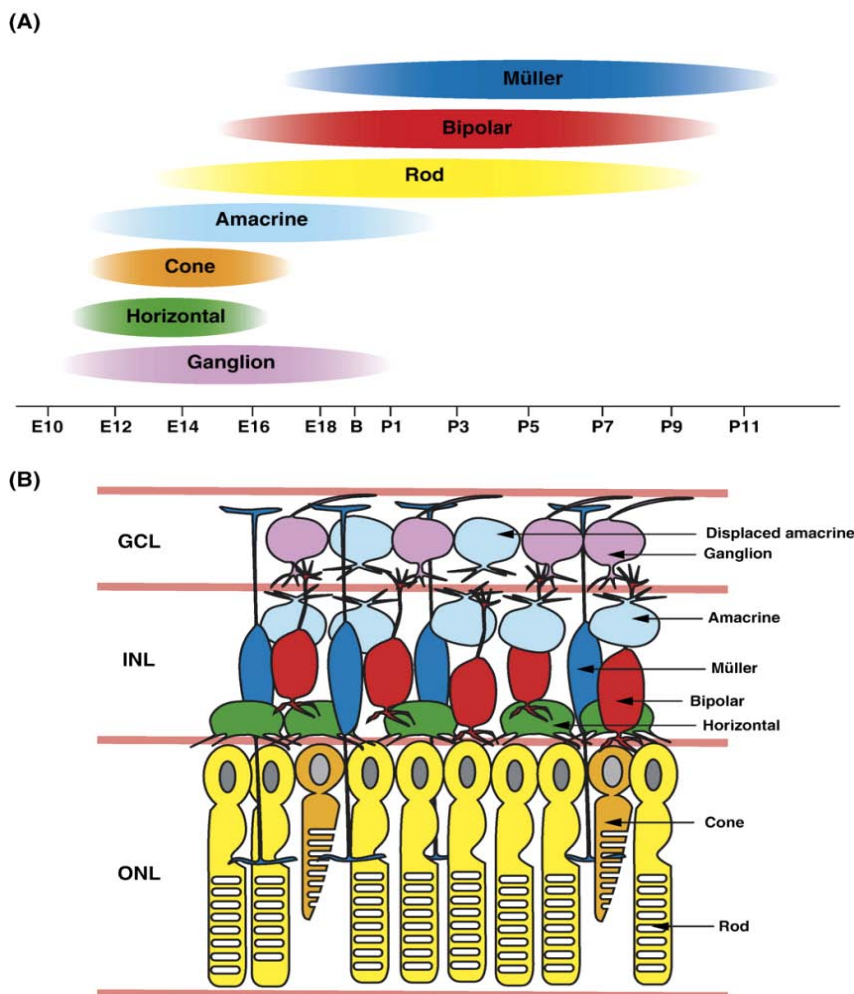 (A)
Müller
Bipolar
Rod
Amacrine
Cone
Horizontal
Ganglion
E10 E12 E14 E16 E18 B P1 P3 P5 P7 P9 P11
(B)
GCL
Displaced amacrine
Ganglion
Amacrine
INL
Müller
Bipolar
Horizontal
Cone
ONL
Rod